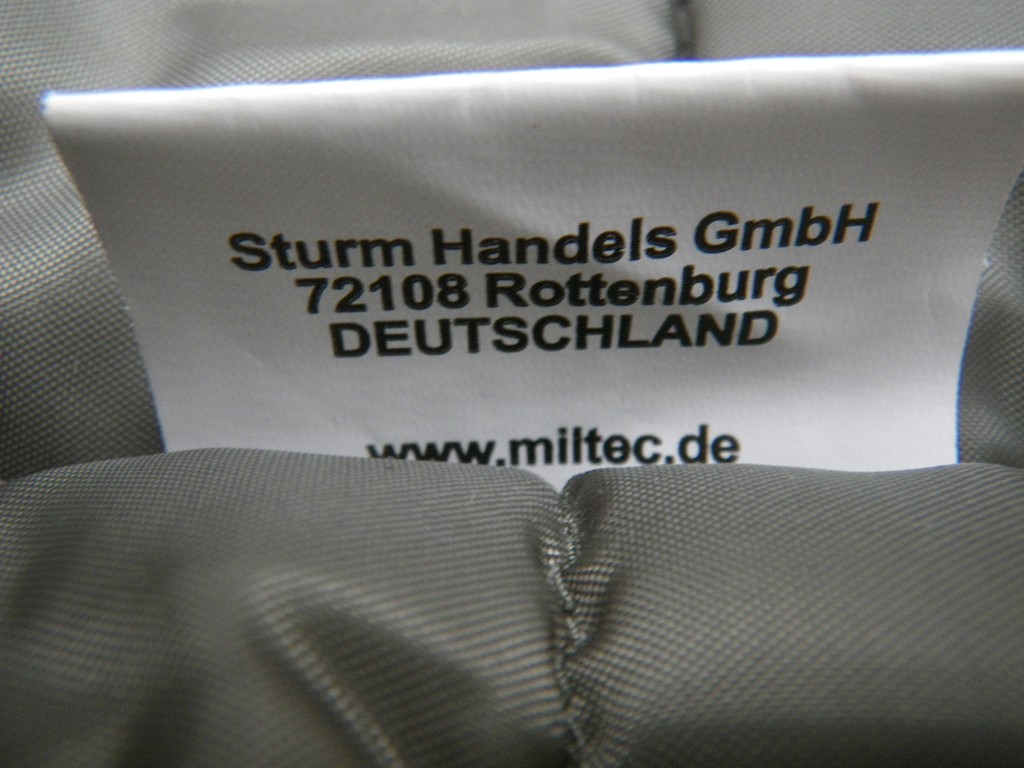 Sturm Handels GmbH
72108 Rottenburg
DEUTSCHLAND
www.miltec.de